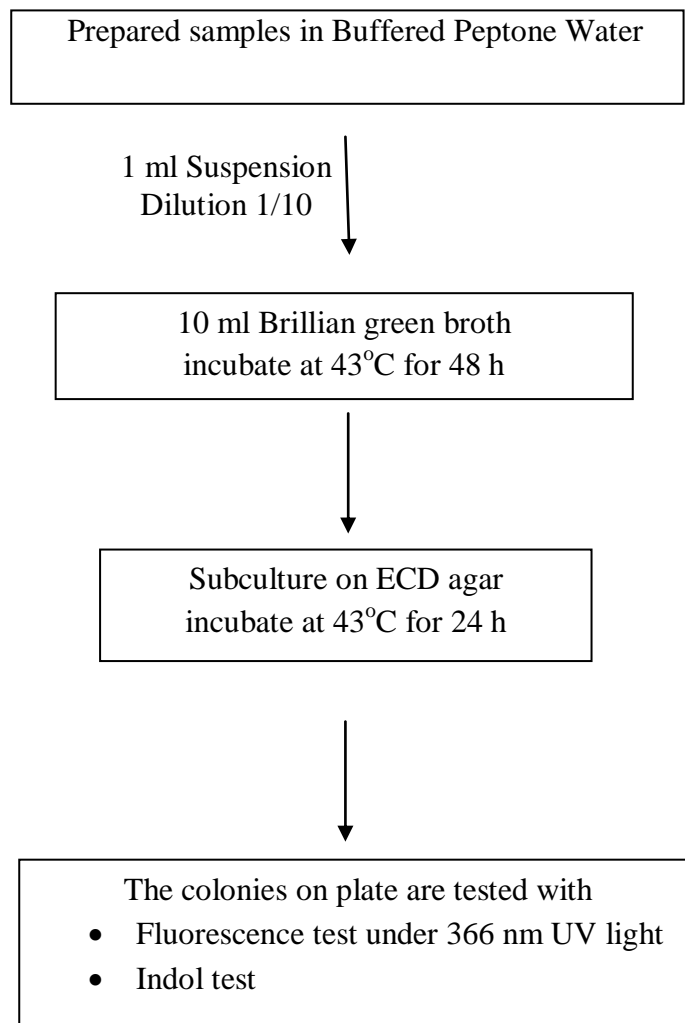 Prepared samples in Buffered Peptone Water
1 ml Suspension
Dilution 1/10
10 ml Brillian green broth
incubate at 43°C for 48 h
Subculture on ECD agar
incubate at 43°C for 24 h
The colonies on plate are tested with
• Fluorescence test under 366 nm UV light
• Indol test